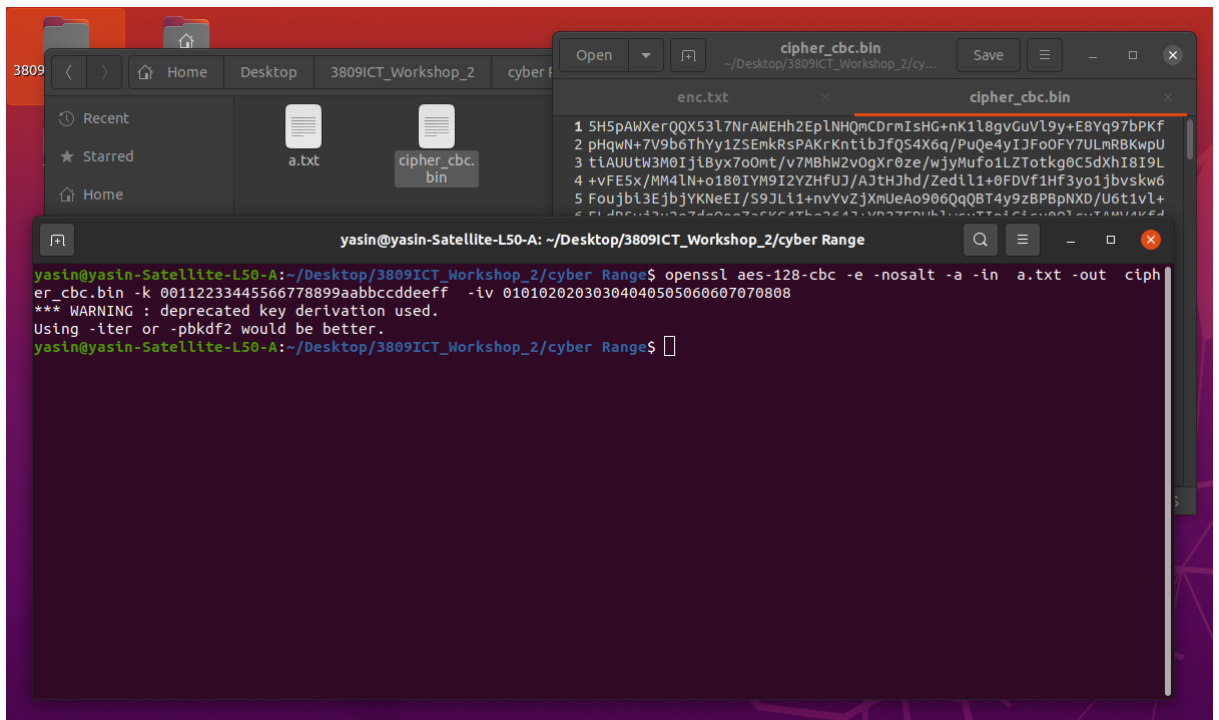 3809
Home
Desktop
3809ICT_Workshop_2
Recent
Starred
Home
a.txt
cipher_cbc.
bin
Open
cipher_cbc.bin
~/Desktop/3809ICT_Workshop_2/cy...
Save
enc.txt
cipher_cbc.bin
1 5H5pAWXerQQX53l7NrAWEHh2EplNHQmCDrmIsHG+nK1l8gvGuVl9y+E8Yq97bPKf
2 pHqwN+7V9b6ThYy1ZSEmkRsPAKrKntibJfQS4X6q/PuQe4yIJFoOFY7ULmRBKwpU
3 tiAUUtW3M0IjiByx7oOmt/v7MBhW2vOgXr0ze/wjyMufo1LZTotkg0C5dXhI8I9L
4 +vFE5x/MM4lN+o180IYM9I2YZHfUJ/AJtHJhd/Zedil1+0FDVf1Hf3yo1jbvskw6
5 Foujbi3EjbjYKNeEI/S9JLi1+nvYvZjXmUeAo906QqQBT4y9zBPBpNXD/U6t1vl+
yasin@yasin-Satellite-L50-A: ~/Desktop/3809ICT_Workshop_2/cyber Range
yasin@yasin-Satellite-L50-A:~/Desktop/3809ICT_Workshop_2/cyber Range$ openssl aes-128-cbc -e -nosalt -a -in  a.txt -out  ciph
er_cbc.bin -k 00112233445566778899aabbccddeeff  -iv 01010202030304040505060607070808
*** WARNING : deprecated key derivation used.
Using -iter or -pbkdf2 would be better.
yasin@yasin-Satellite-L50-A:~/Desktop/3809ICT_Workshop_2/cyber Range$